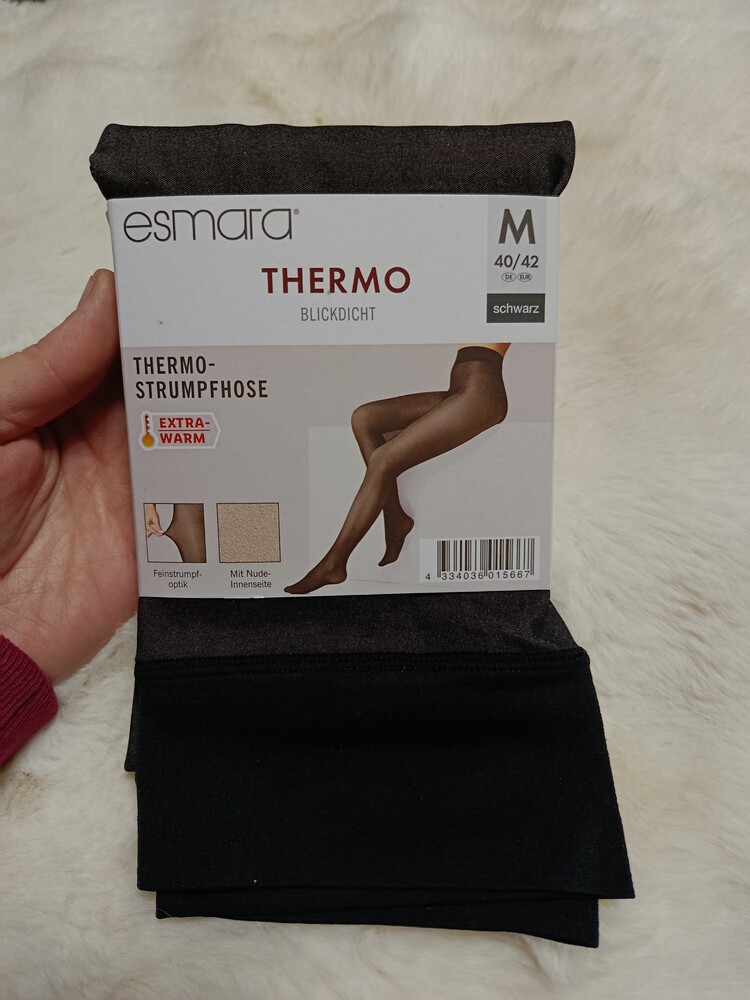 esmara®
M
40/42
DE EUR
schwarz
THERMO
BLICKDICHT
THERMO-
STRUMPFHOSE
EXTRA-
WARM
Feinstrumpf-
optik
Mit Nude-
Innenseite
4 334036 015667